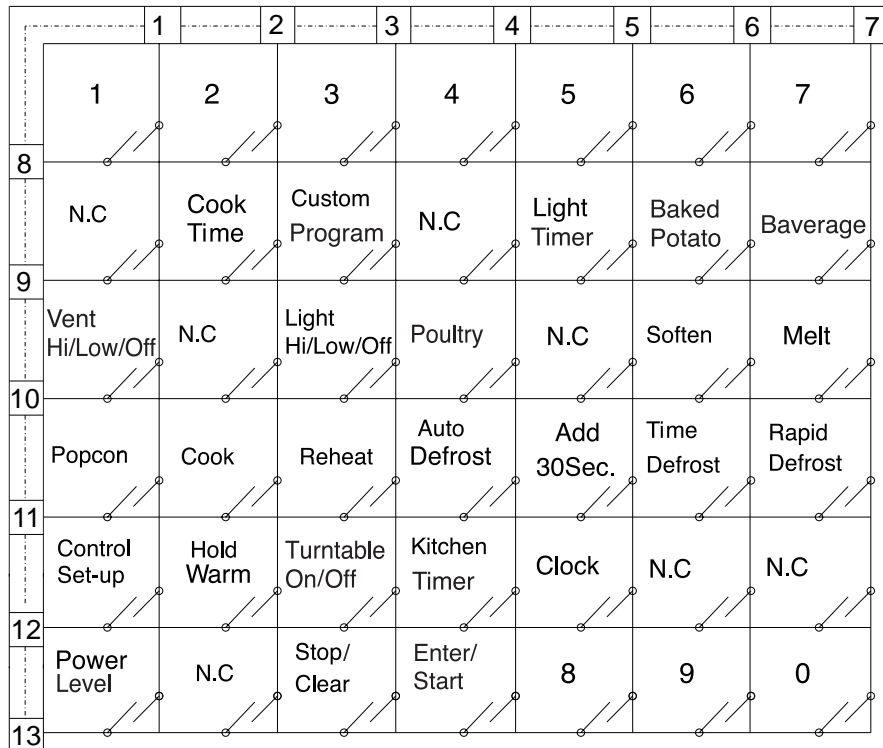 1 2 3 4 5 6 7
1 2 3 4 5 6 7
8
N.C Cook Time Custom Program N.C Light Timer Baked Potato Baverage
9
Vent Hi/Low/Off N.C Light Hi/Low/Off Poultry N.C Soften Melt
10
Popcon Cook Reheat Auto Defrost Add 30Sec. Time Defrost Rapid Defrost
11
Control Set-up Hold Warm Turntable On/Off Kitchen Timer Clock N.C N.C
12
Power Level N.C Stop/ Clear Enter/ Start 8 9 0
13